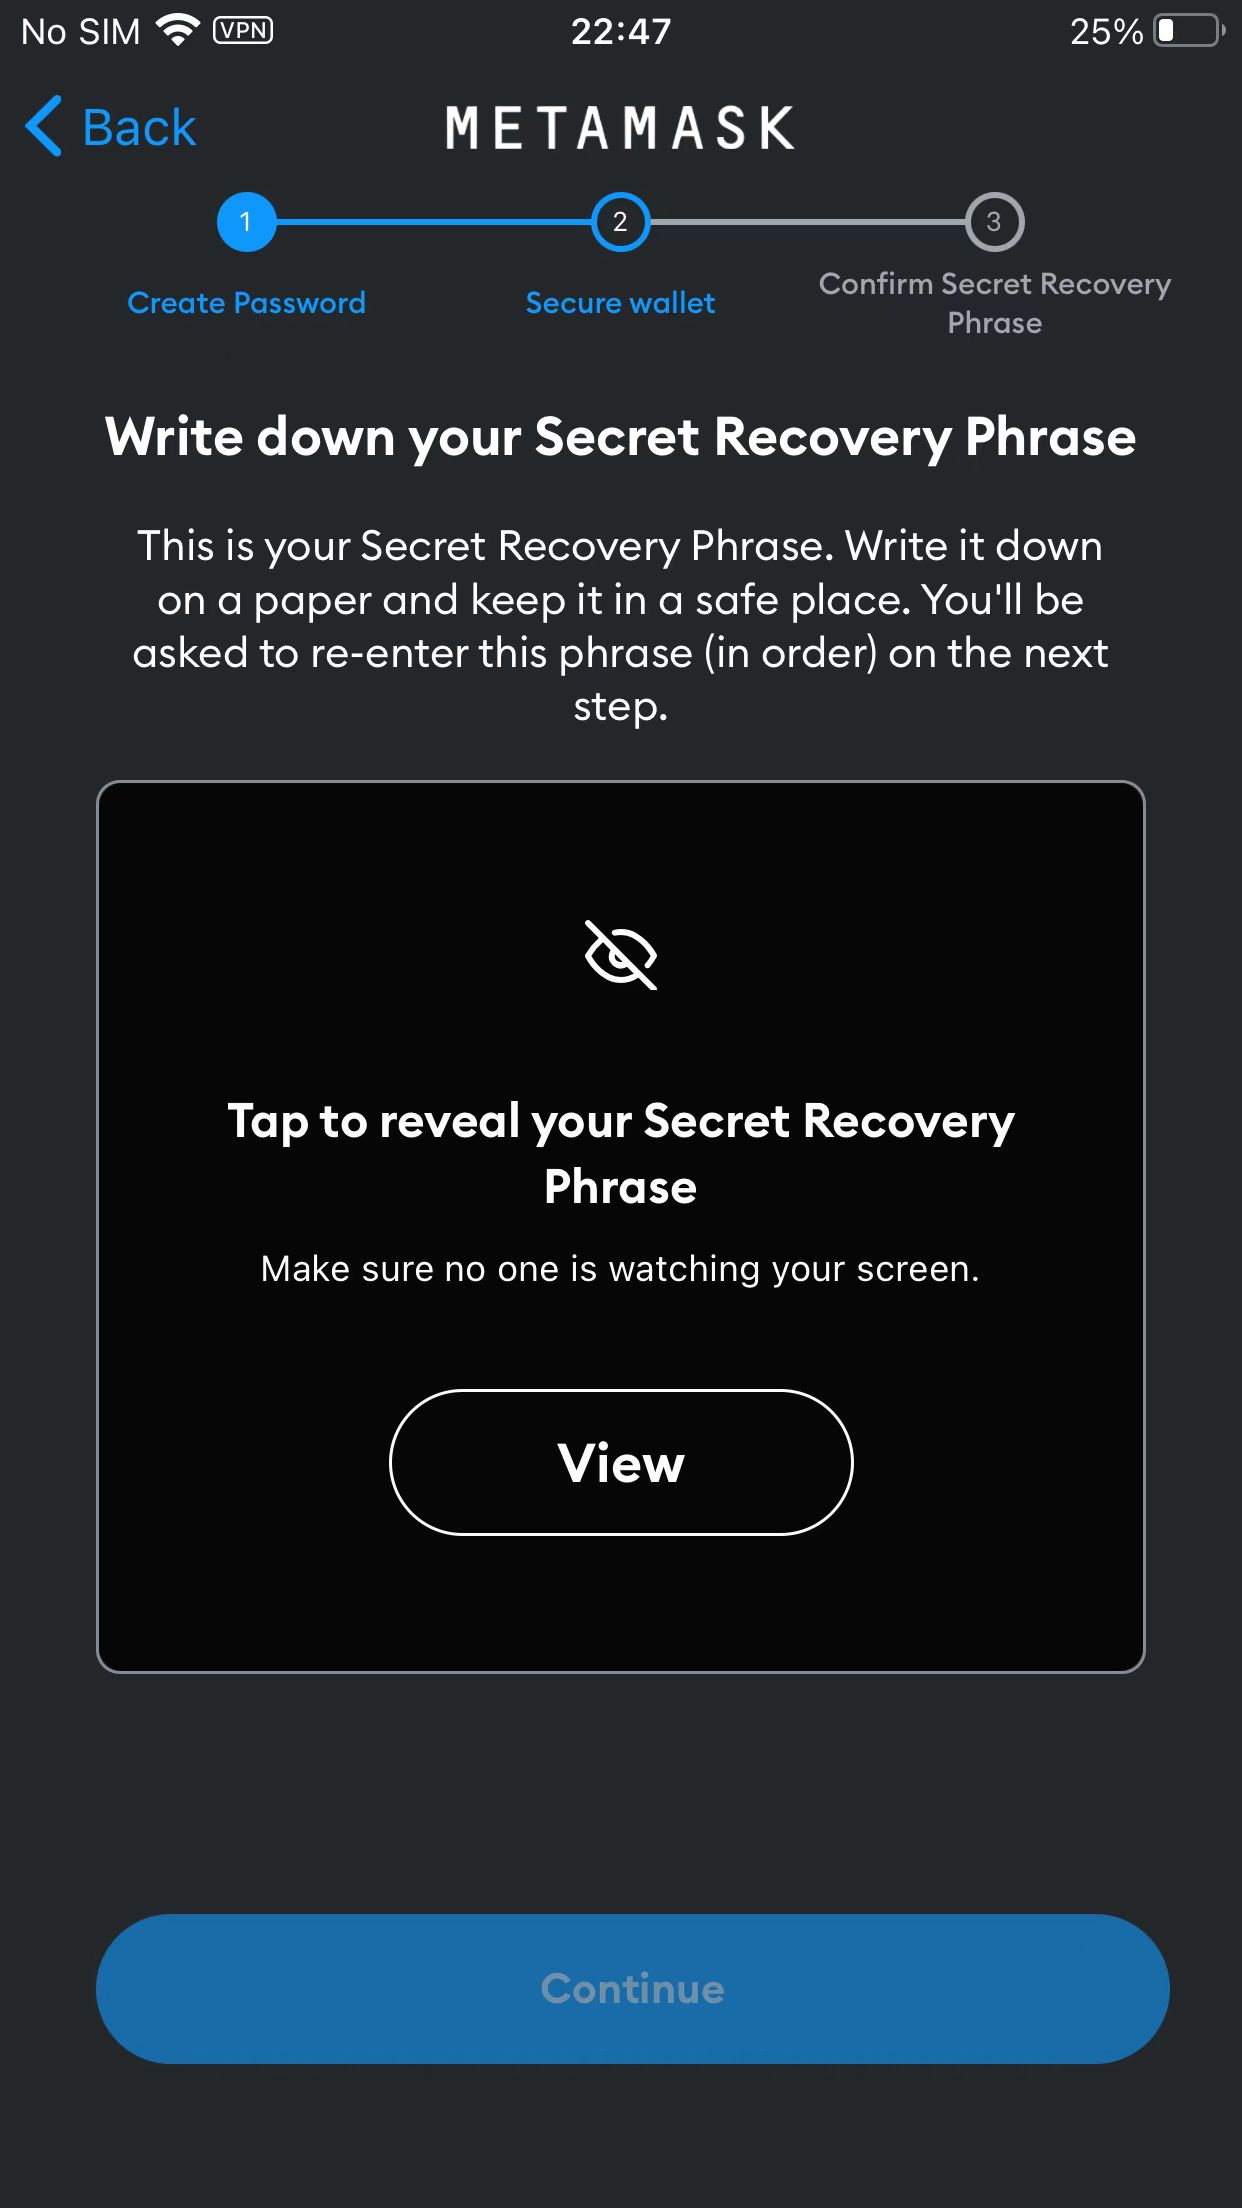 No SIM VPN 22:47 25%
Back METAMASK
1 2 3
Create Password Secure wallet Confirm Secret Recovery
Phrase
Write down your Secret Recovery Phrase
This is your Secret Recovery Phrase. Write it down
on a paper and keep it in a safe place. You'll be
asked to re-enter this phrase (in order) on the next
step.
Tap to reveal your Secret Recovery
Phrase
Make sure no one is watching your screen.
View
Continue